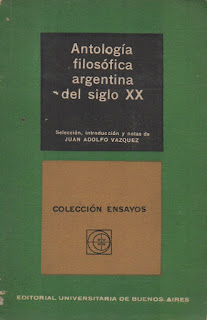 Antología
filosófica
argentina
del siglo XX
Selección, introducción y notas de
JUAN ADOLFO VAZQUEZ
COLECCIÓN ENSAYOS
EDITORIAL UNIVERSITARIA DE BUENOS AIRES